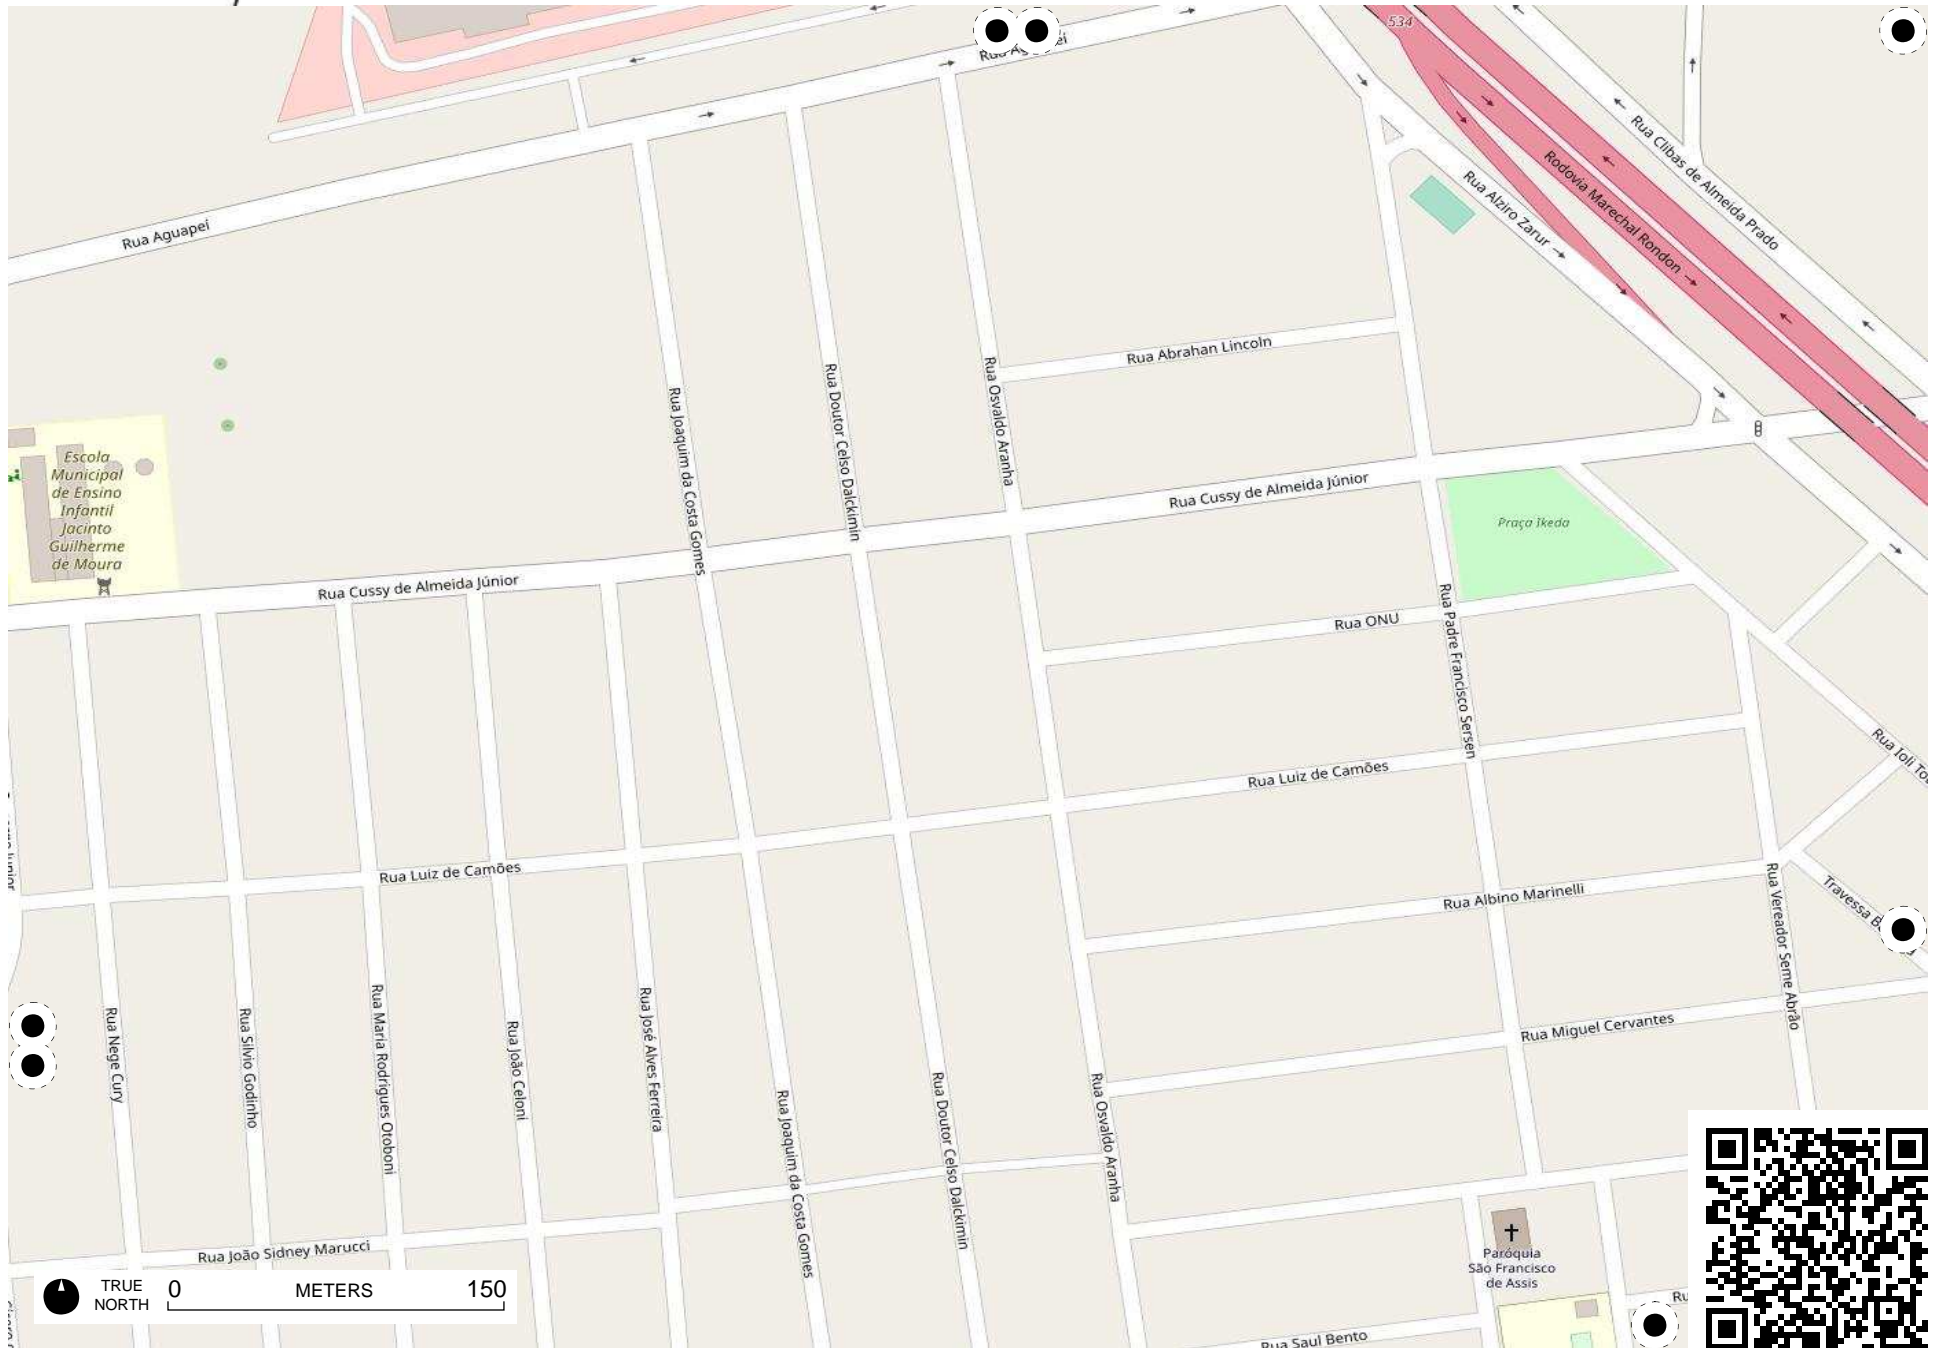 534
Rua Aguapeí
Rua Clibas de Almeida Prado
Rodovia Marechal Rondon
Rua Alziro Zarur
Rua Aguapeí
Rua Abrahan Lincoln
Rua Osvaldo Aranha
Rua Doutor Celso Dalckimin
Rua Joaquim da Costa Gomes
Escola
Municipal
de Ensino
Infantil
Jacinto
Guilherme
de Moura
Rua Cussy de Almeida Júnior
Praça Ikeda
Rua Cussy de Almeida Júnior
Rua ONU
Rua Padre Francisco Sersen
Rua Ioli
Rua Luiz de Camões
Rua Luiz de Camões
Rua Albino Marinelli
Travessa
Rua Vereador Seme Abrão
Rua Miguel Cervantes
Rua Nege Cury
Rua Silvio Godinho
Rua Maria Rodrigues Otoboni
Rua João Celoni
Rua José Alves Ferreira
Rua Joaquim da Costa Gomes
Rua Doutor Celso Dalckimin
Rua Osvaldo Aranha
Rua João Sidney Marucci
Paróquia
São Francisco
de Assis
TRUE
NORTH
0 METERS 150
Ru
Rua Saul Bento